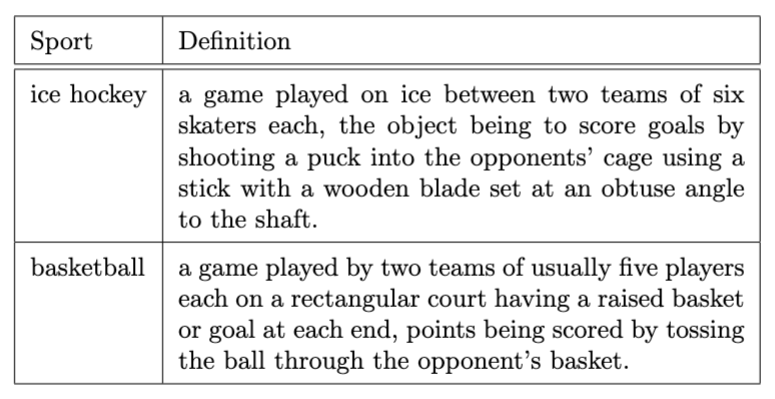 Sport Definition
ice hockey a game played on ice between two teams of six
skaters each, the object being to score goals by
shooting a puck into the opponents’ cage using a
stick with a wooden blade set at an obtuse angle
to the shaft.
basketball a game played by two teams of usually five players
each on a rectangular court having a raised basket
or goal at each end, points being scored by tossing
the ball through the opponent’s basket.